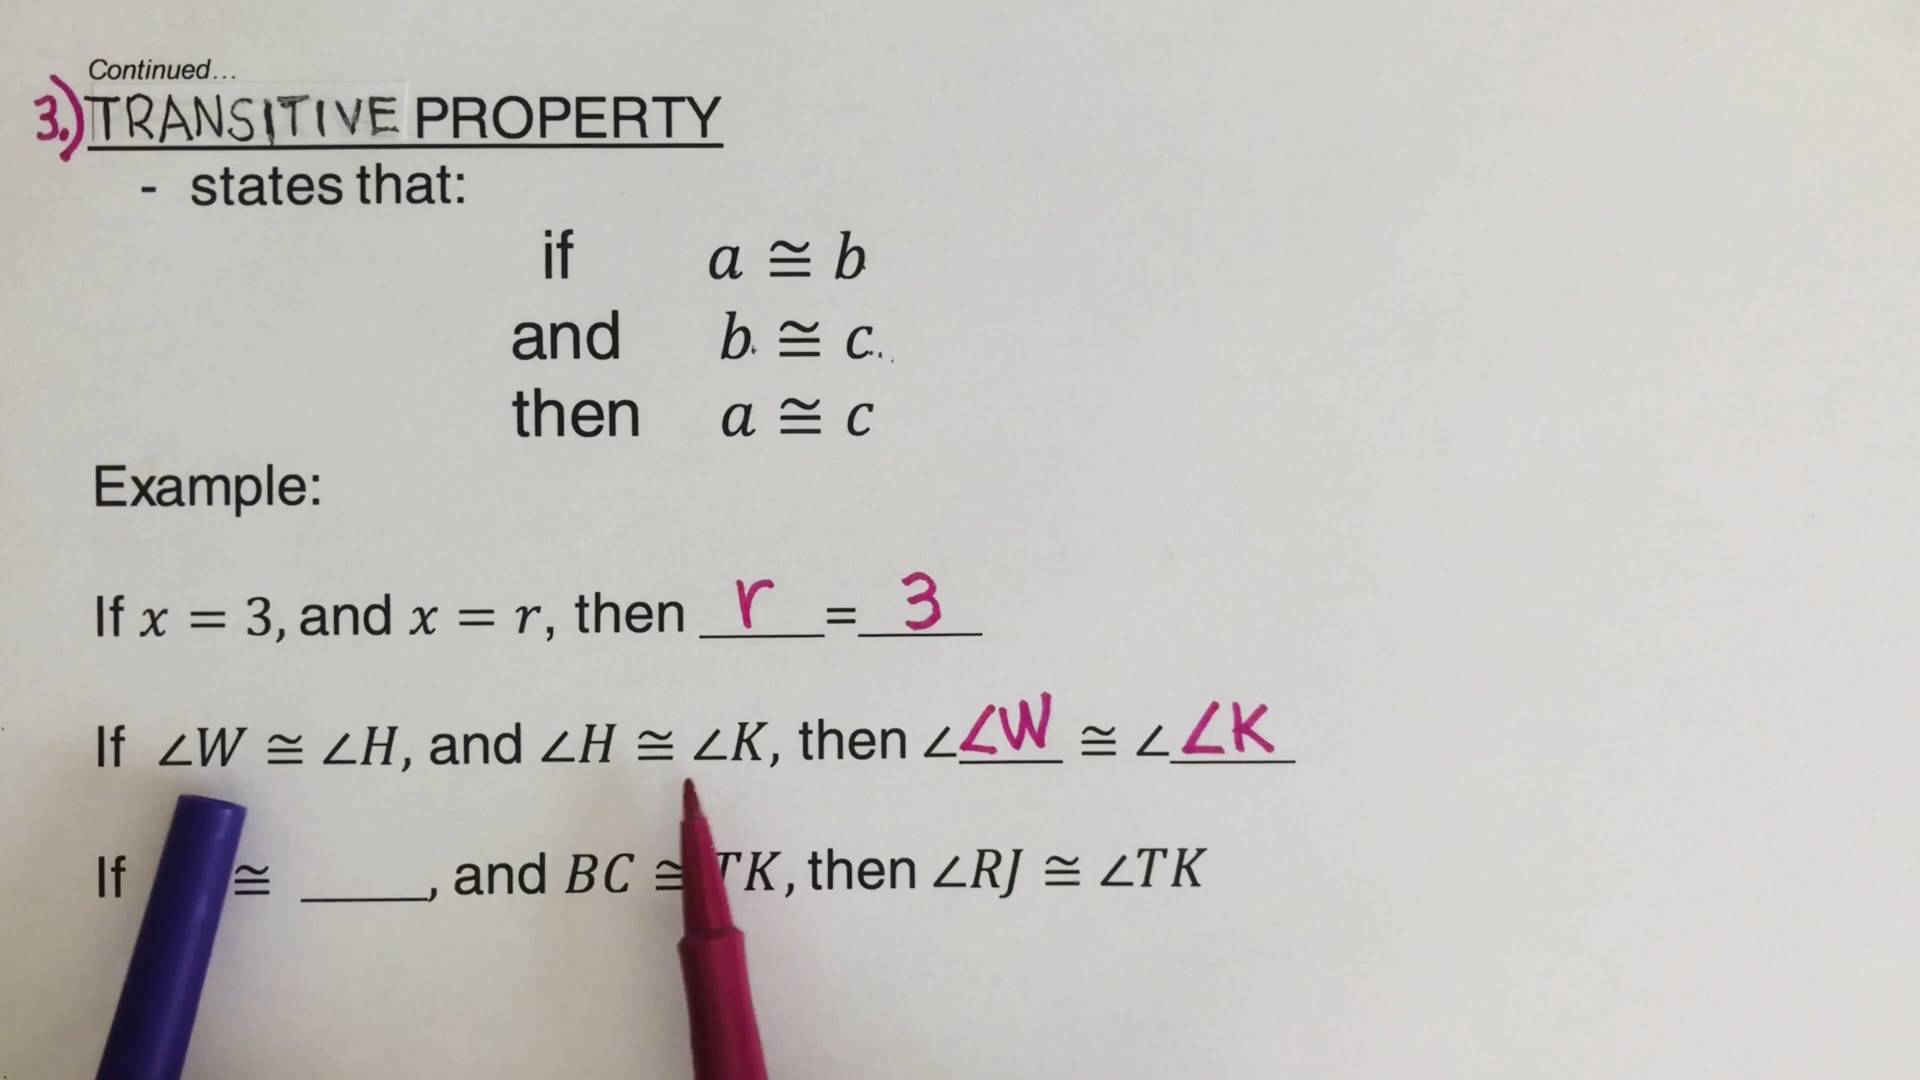 Continued...
3.) TRANSITIVE PROPERTY
- states that:
if a ≅ b
and b ≅ c
then a ≅ c
Example:
If x = 3, and x = r, then r = 3
If ∠W ≅ ∠H, and ∠H ≅ ∠K, then ∠∠W ≅ ∠∠K
If ≅ ____, and BC ≅ TK, then ∠RJ ≅ ∠TK